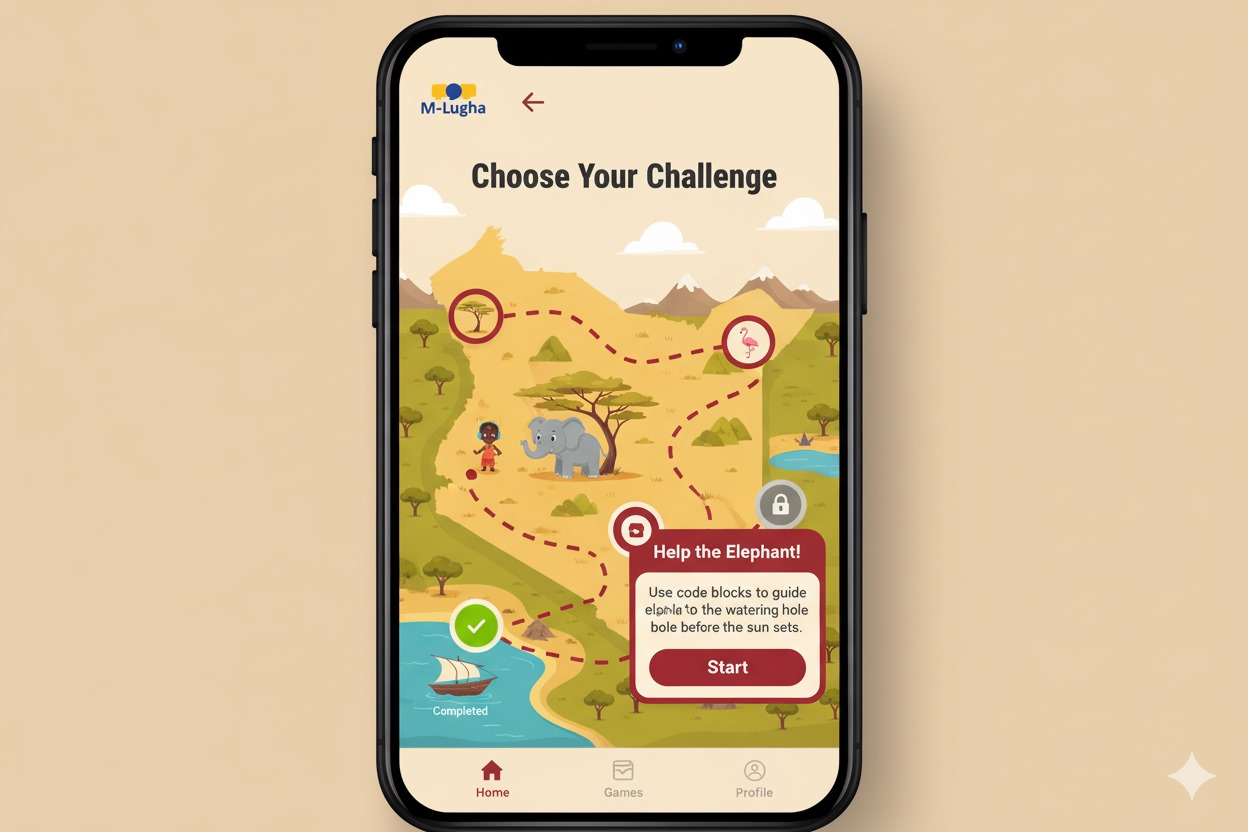 M-Lugha
Choose Your Challenge
Help the Elephant!
Use code blocks to guide
to the watering hole
bole before the sun sets.
Start
Completed
Home
Games
Profile